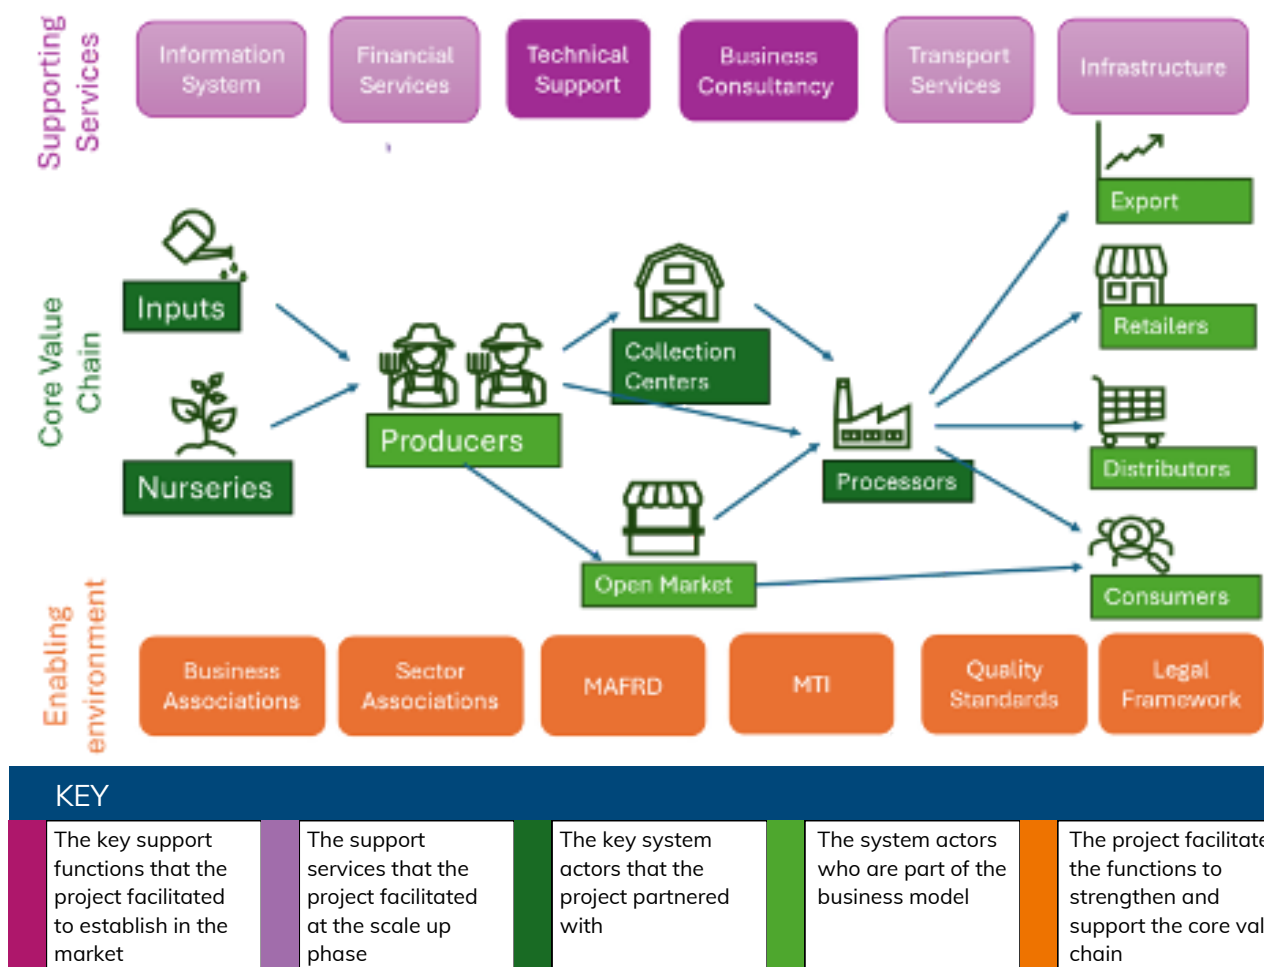 Supporting
Services
Information
System
Financial
Services
Technical
Support
Business
Consultancy
Transport
Services
Infrastructure
Export
Core Value
Chain
Inputs
Collection
Centers
Retailers
Producers
Processors
Distributors
Nurseries
Open Market
Consumers
Enabling
environment
Business
Associations
Sector
Associations
MAFRD
MTI
Quality
Standards
Legal
Framework
KEY
The key support
functions that the
project facilitated
to establish in the
market
The support
services that the
project facilitated
at the scale up
phase
The key system
actors that the
project partnered
with
The system actors
who are part of the
business model
The project facilitate
the functions to
strengthen and
support the core val
chain